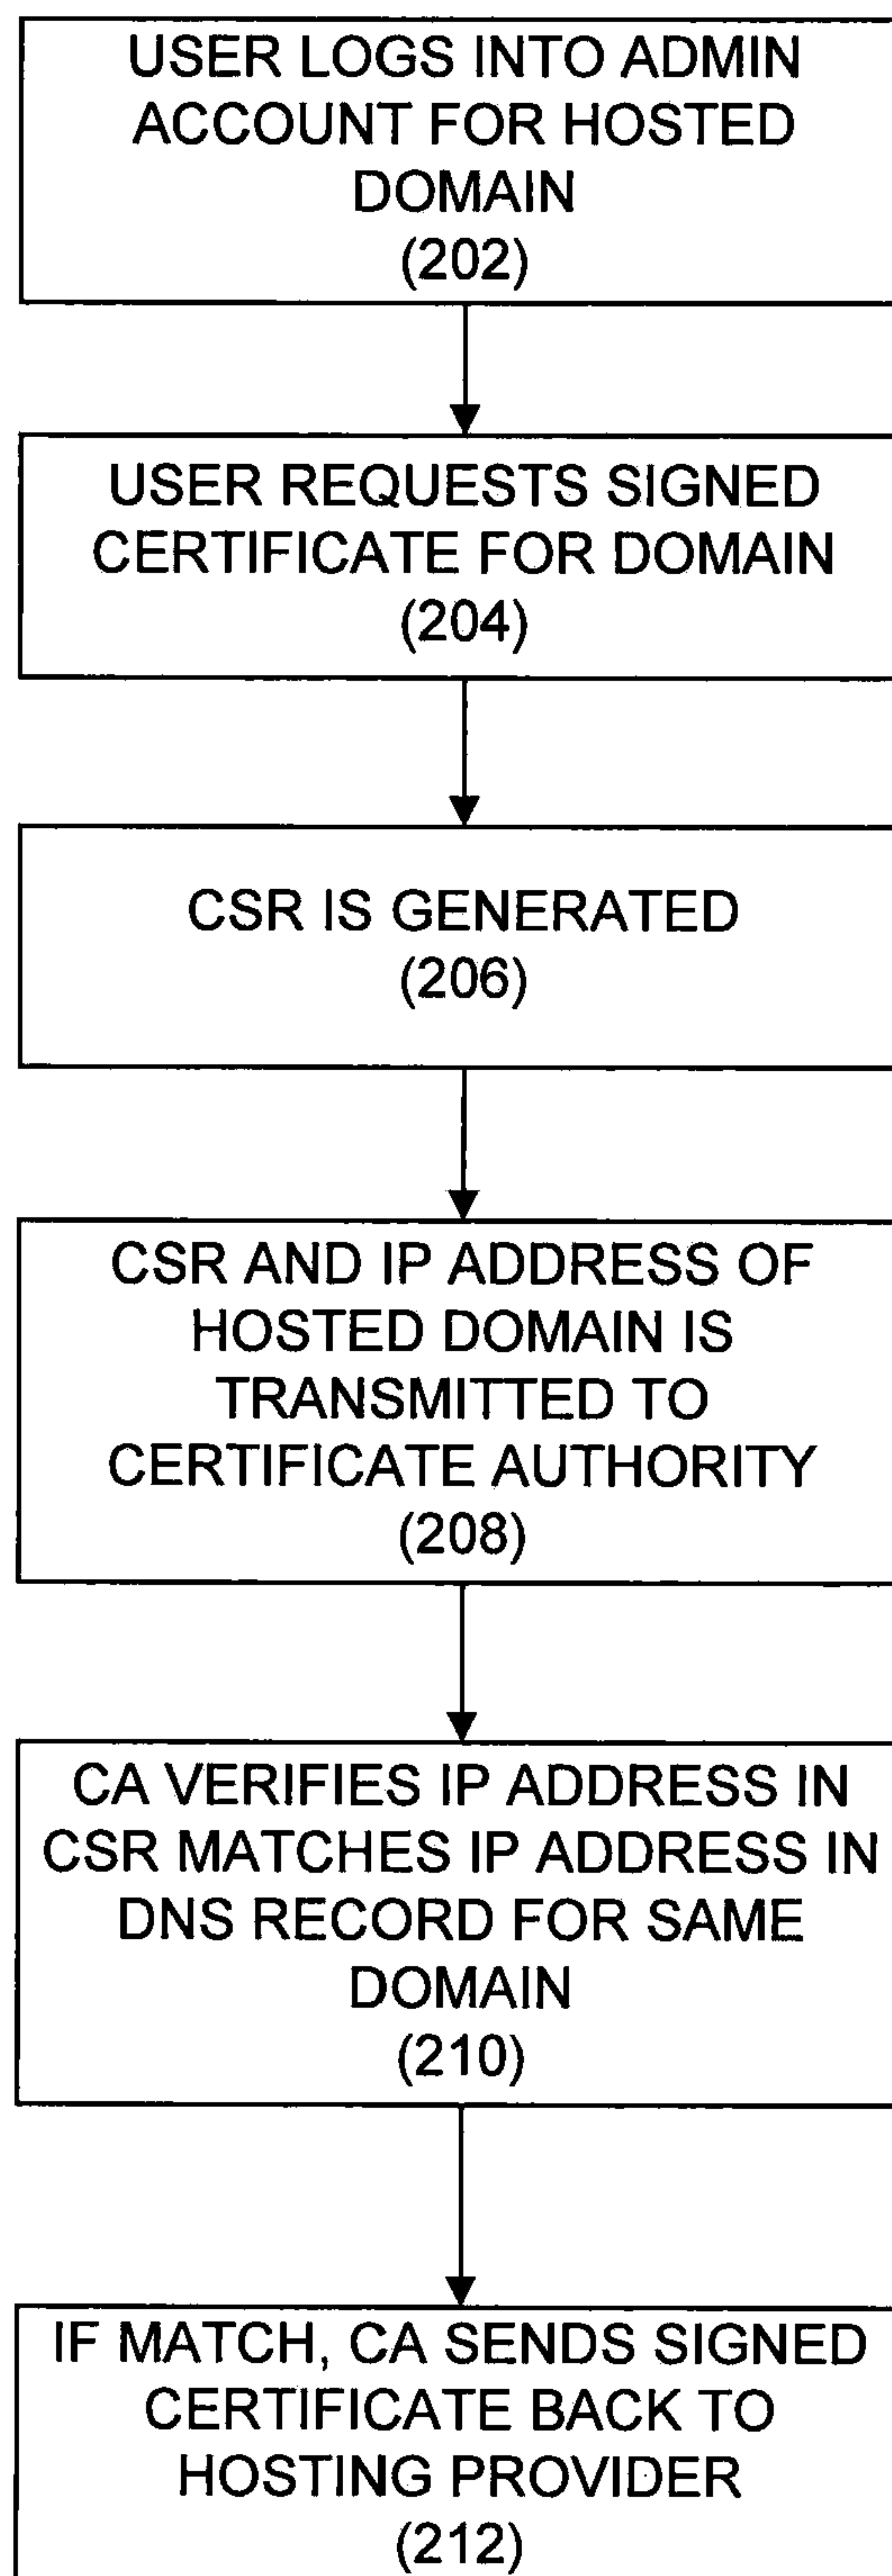 USER LOGS INTO ADMIN
ACCOUNT FOR HOSTED
DOMAIN
(202)
USER REQUESTS SIGNED
CERTIFICATE FOR DOMAIN
(204)
CSR IS GENERATED
(206)
CSR AND IP ADDRESS OF
HOSTED DOMAIN IS
TRANSMITTED TO
CERTIFICATE AUTHORITY
(208)
CA VERIFIES IP ADDRESS IN
CSR MATCHES IP ADDRESS IN
DNS RECORD FOR SAME
DOMAIN
(210)
IF MATCH, CA SENDS SIGNED
CERTIFICATE BACK TO
HOSTING PROVIDER
(212)